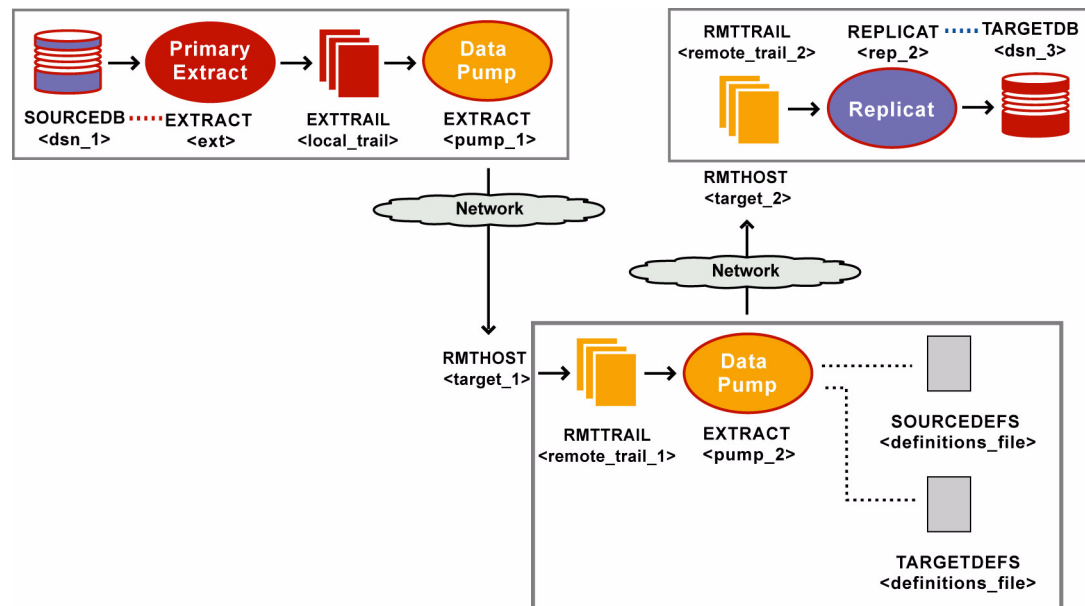 Primary
Extract
Data
Pump
SOURCEDB
<dsn_1>
EXTRACT
<ext>
EXTTRAIL
<local_trail>
EXTRACT
<pump_1>
Network
RMTHOST
<target_1>
RMTTRAIL
<remote_trail_1>
Data
Pump
EXTRACT
<pump_2>
SOURCEDEFS
<definitions_file>
TARGETDEFS
<definitions_file>
Network
RMTHOST
<target_2>
RMTTRAIL
<remote_trail_2>
REPLICAT
<rep_2>
Replicat
TARGETDB
<dsn_3>